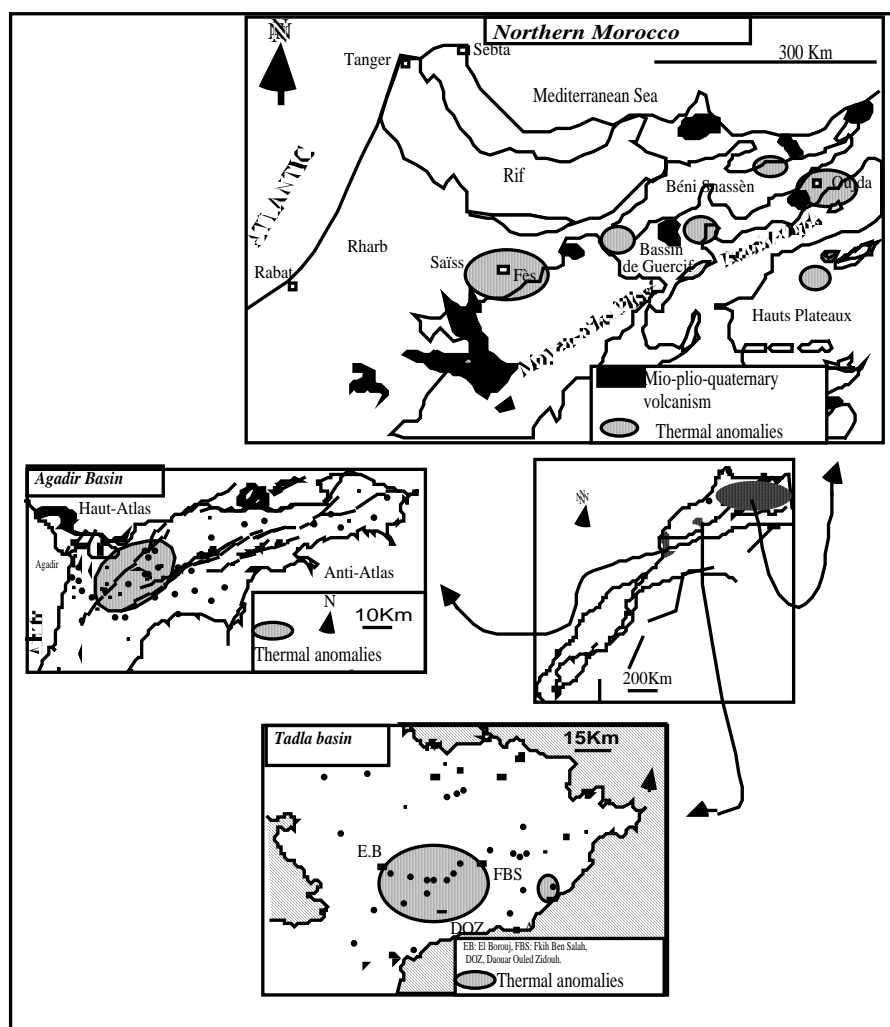 Northern Morocco
N
Sebta
Tanger
300 Km
Mediterranean Sea
ATLANTIC
Rif
Béni Snassèn
Oujda
Rharb
Saïss
Fès
Bassin
de Guercif
Rabat
Hauts Plateaux
Mio-plio-quaternary
volcanism
Thermal anomalies
Agadir Basin
Haut-Atlas
Agadir
Anti-Atlas
N
10Km
Thermal anomalies
N
200Km
Tadla basin
15Km
E.B
FBS
DOZ
A
EB: El Borouj, FBS: Fkih Ben Salah,
DOZ, Daouar Ouled Zidouh.
Thermal anomalies